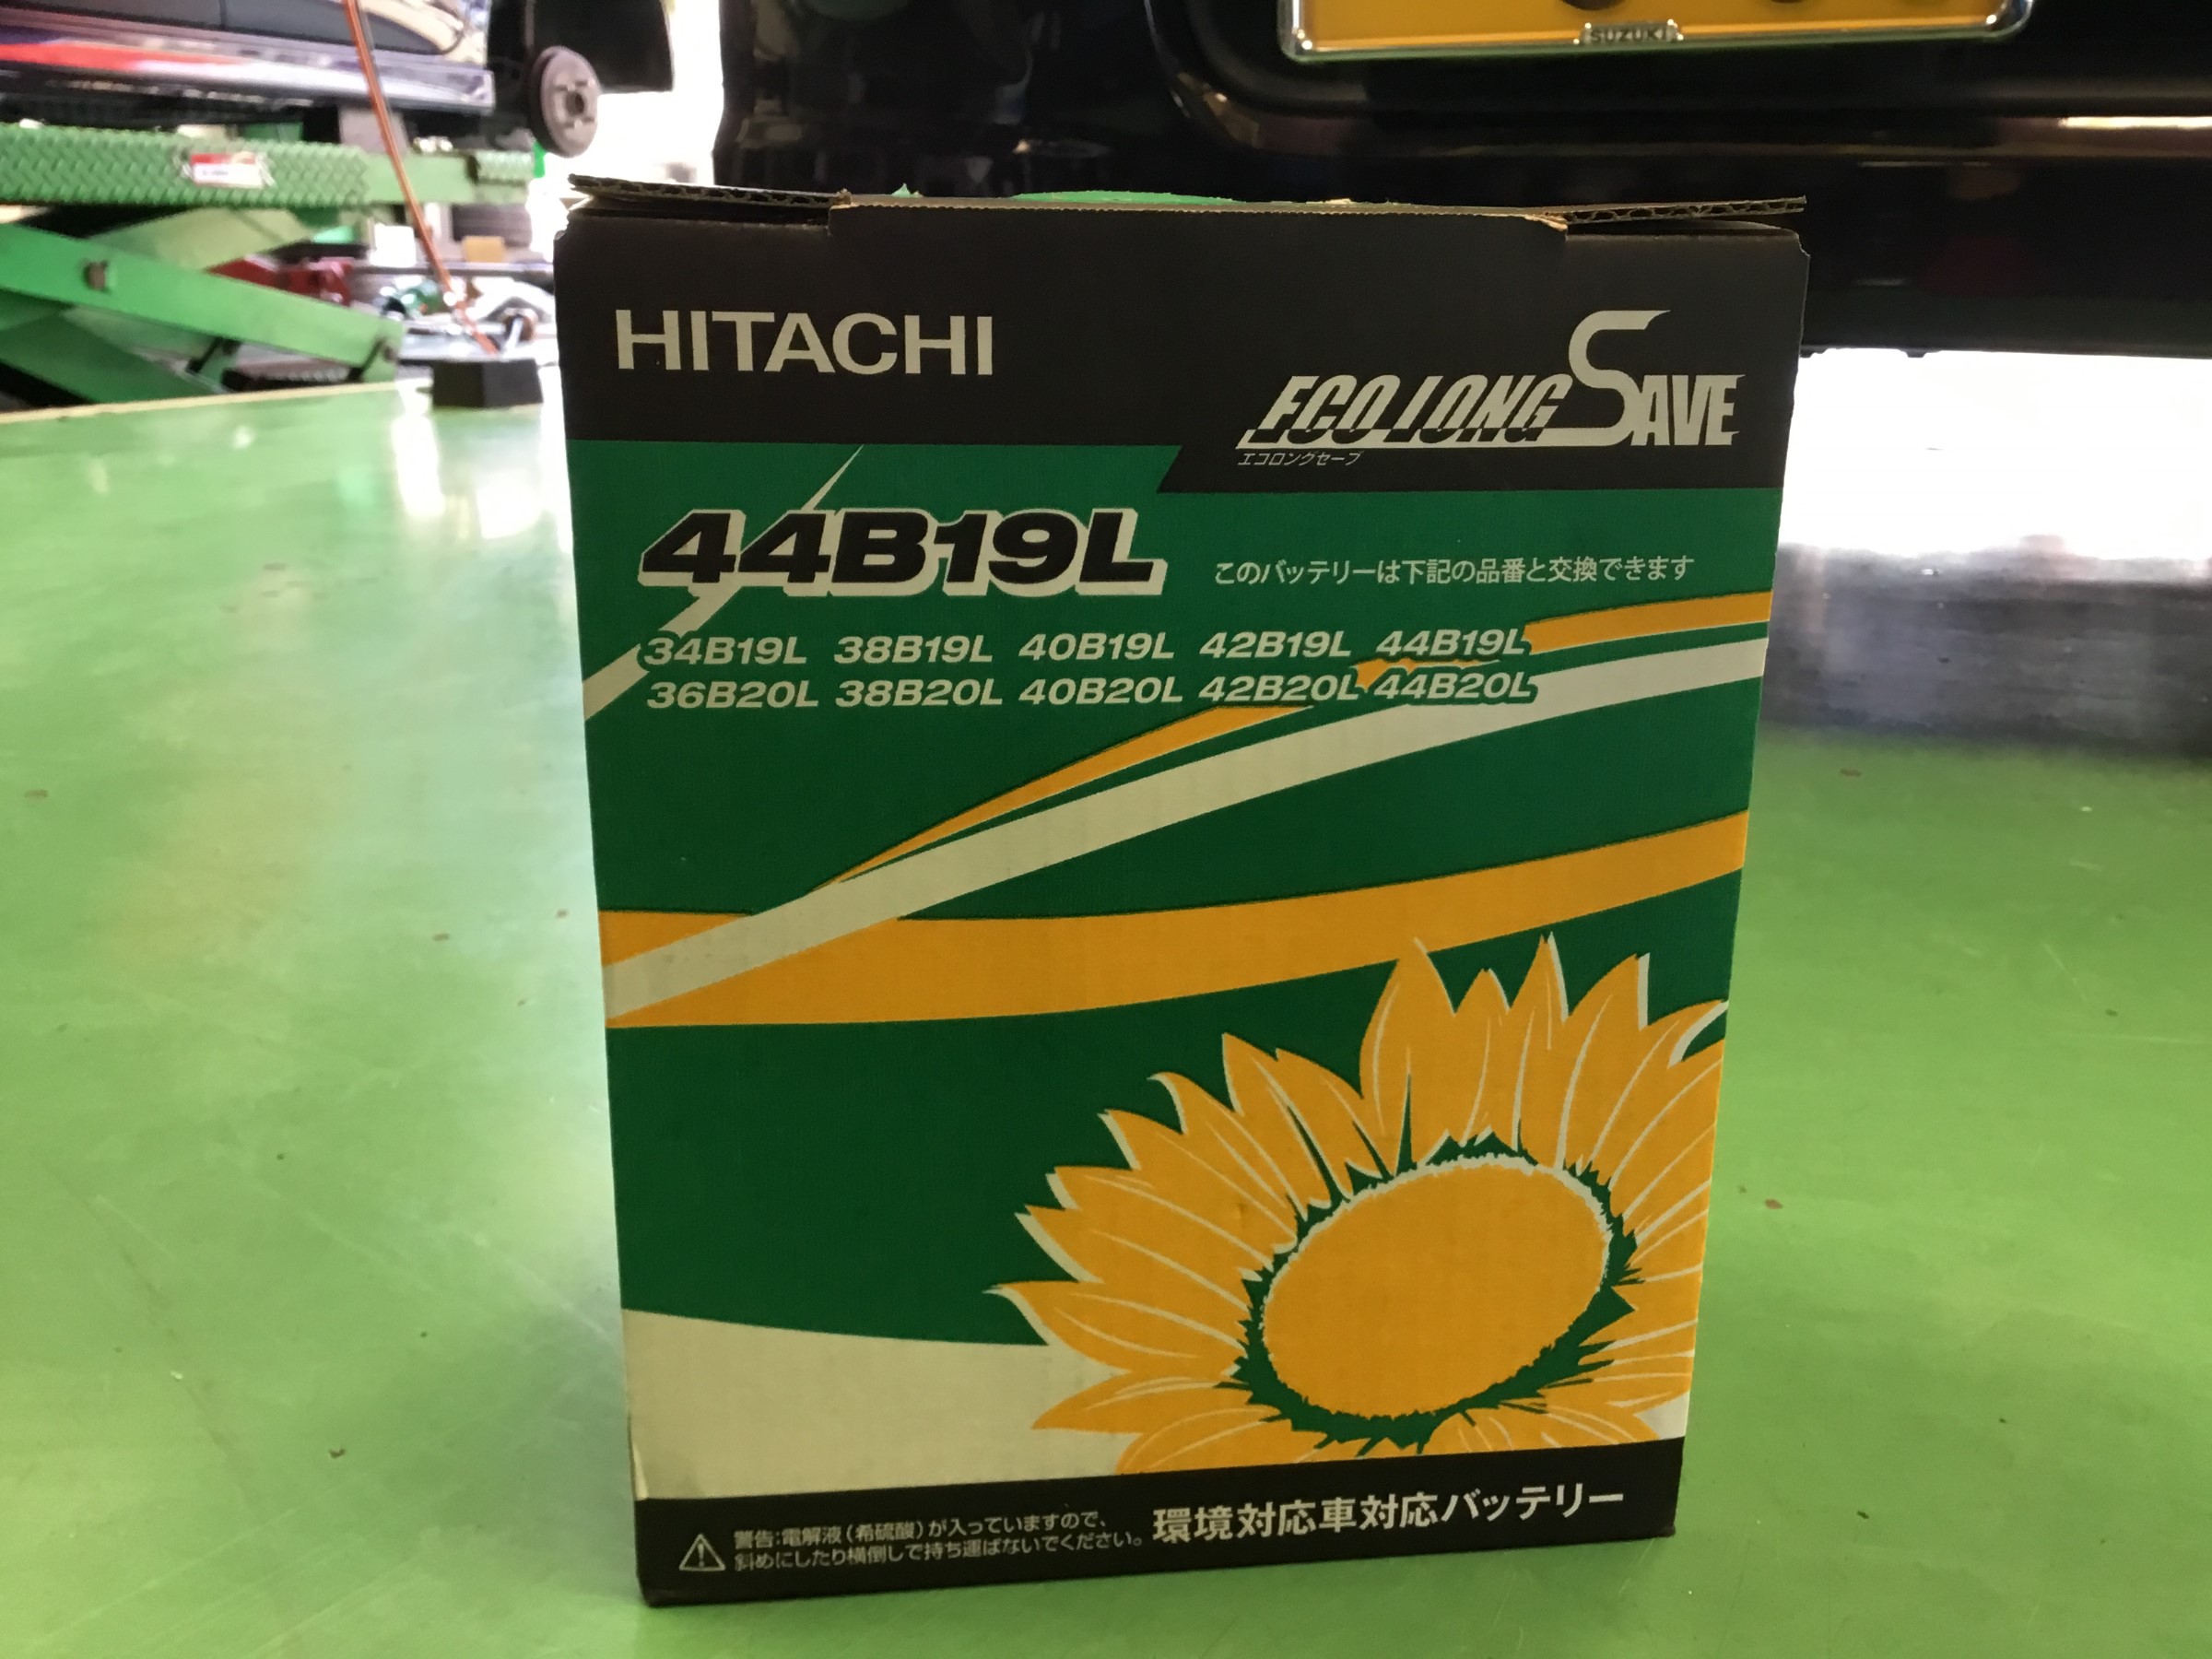 SUZUKI
HITACHI
ECO LONG SAVE
エコロングセーブ
44B19L
このバッテリーは下記の品番と交換できます
34B19L 38B19L 40B19L 42B19L 44B19L
36B20L 38B20L 40B20L 42B20L 44B20L
警告:電解液(希硫酸)が入っていますので、
斜めにしたり横倒しで持ち運ばないでください。
環境対応車対応バッテリー